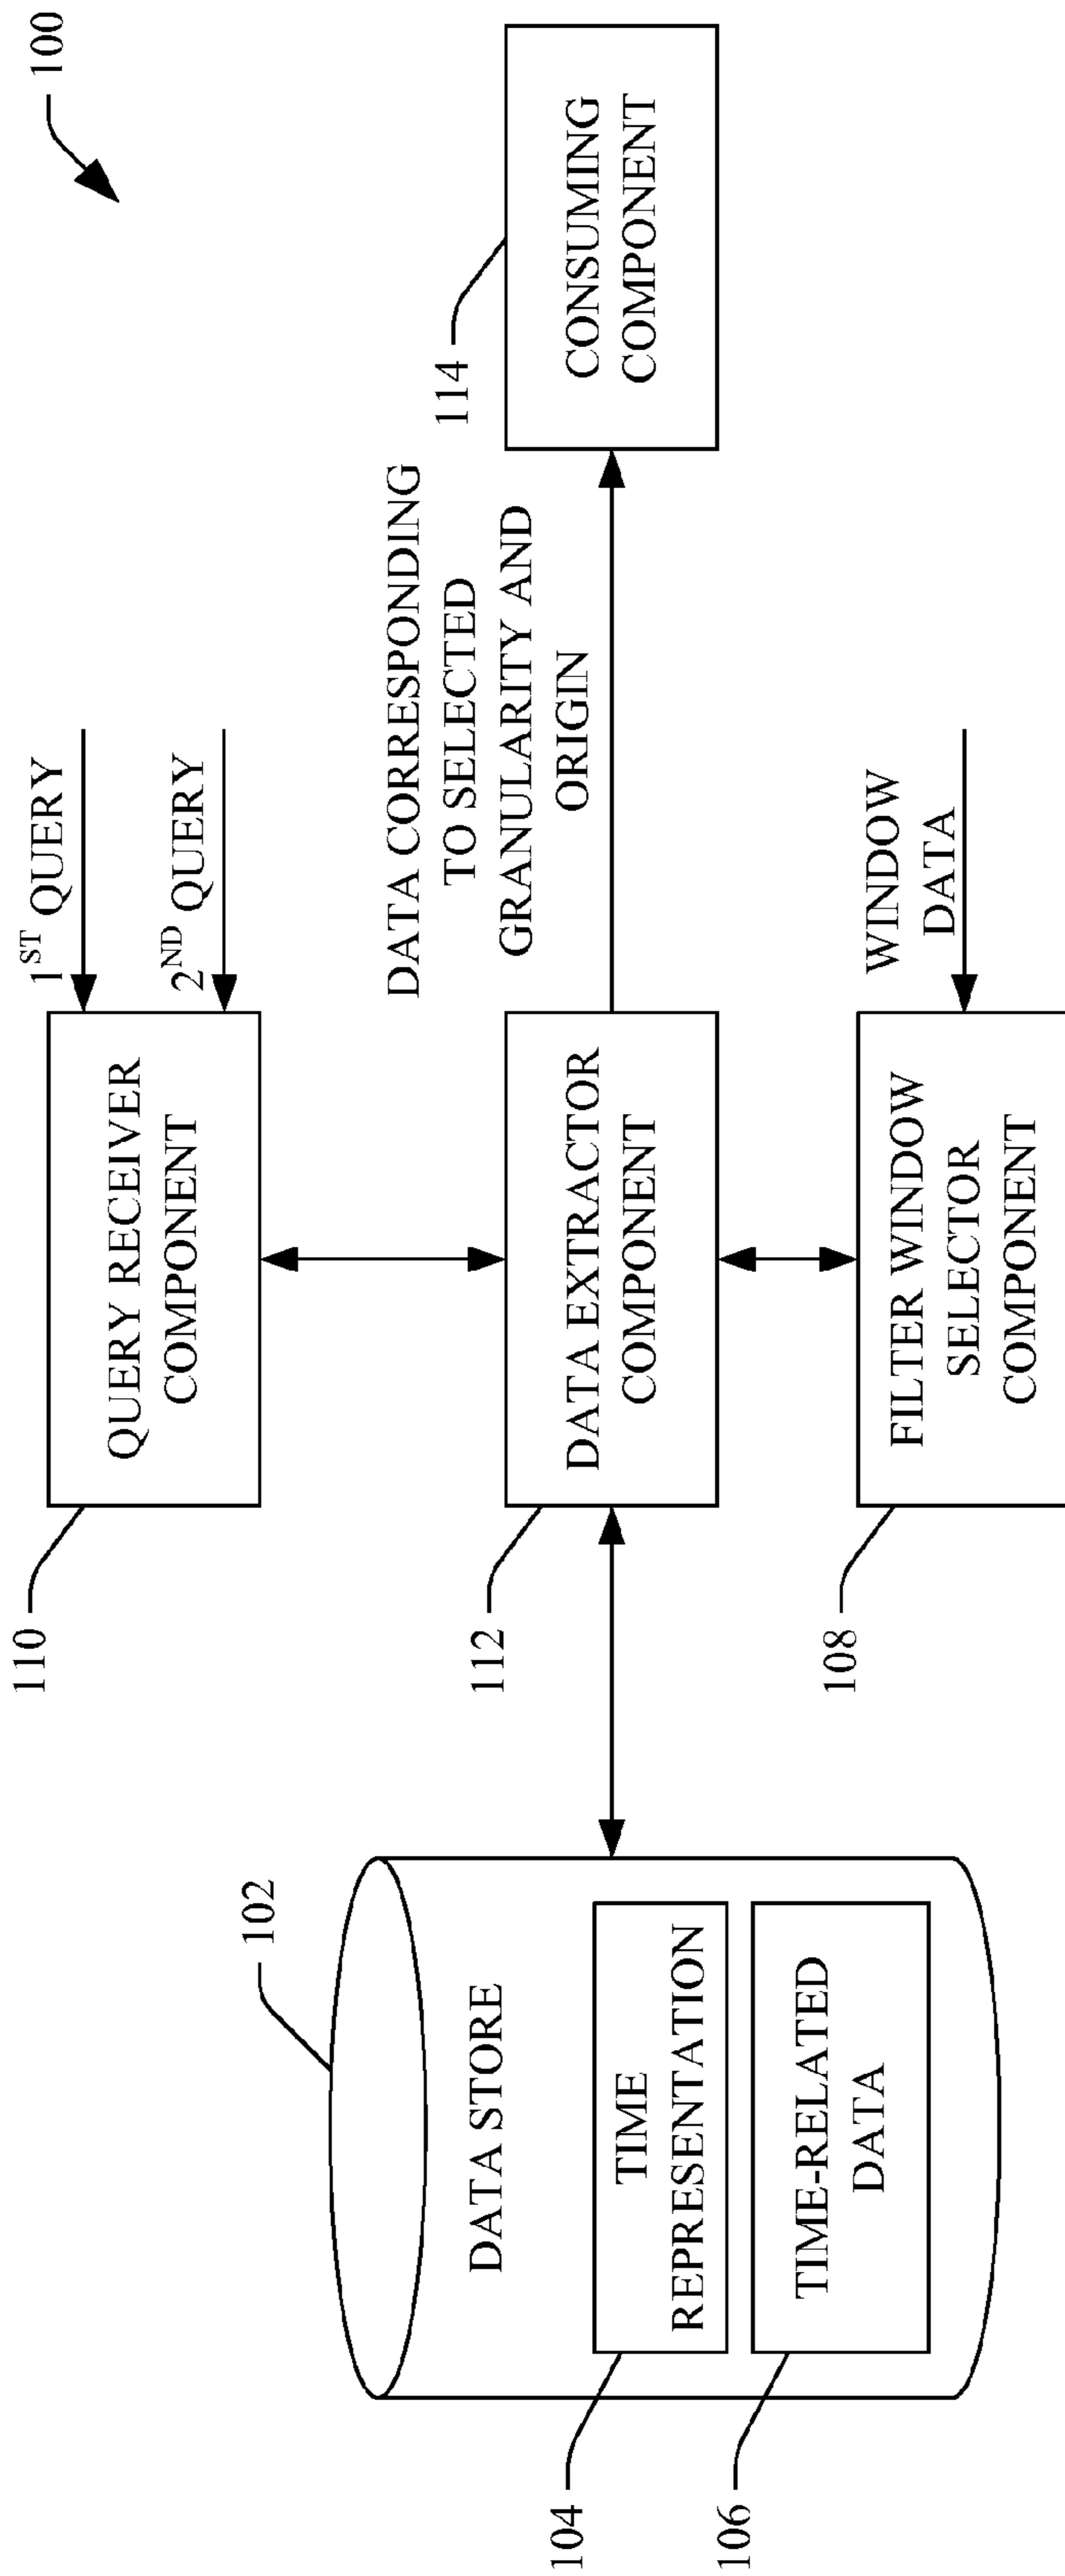 100
1ST QUERY
2ND QUERY
110
QUERY RECEIVER
COMPONENT
102
DATA STORE
104
TIME
REPRESENTATION
106
TIME-RELATED
DATA
112
DATA EXTRACTOR
COMPONENT
DATA CORRESPONDING
TO SELECTED
GRANULARITY AND
ORIGIN
114
CONSUMING
COMPONENT
108
FILTER WINDOW
SELECTOR
COMPONENT
WINDOW
DATA